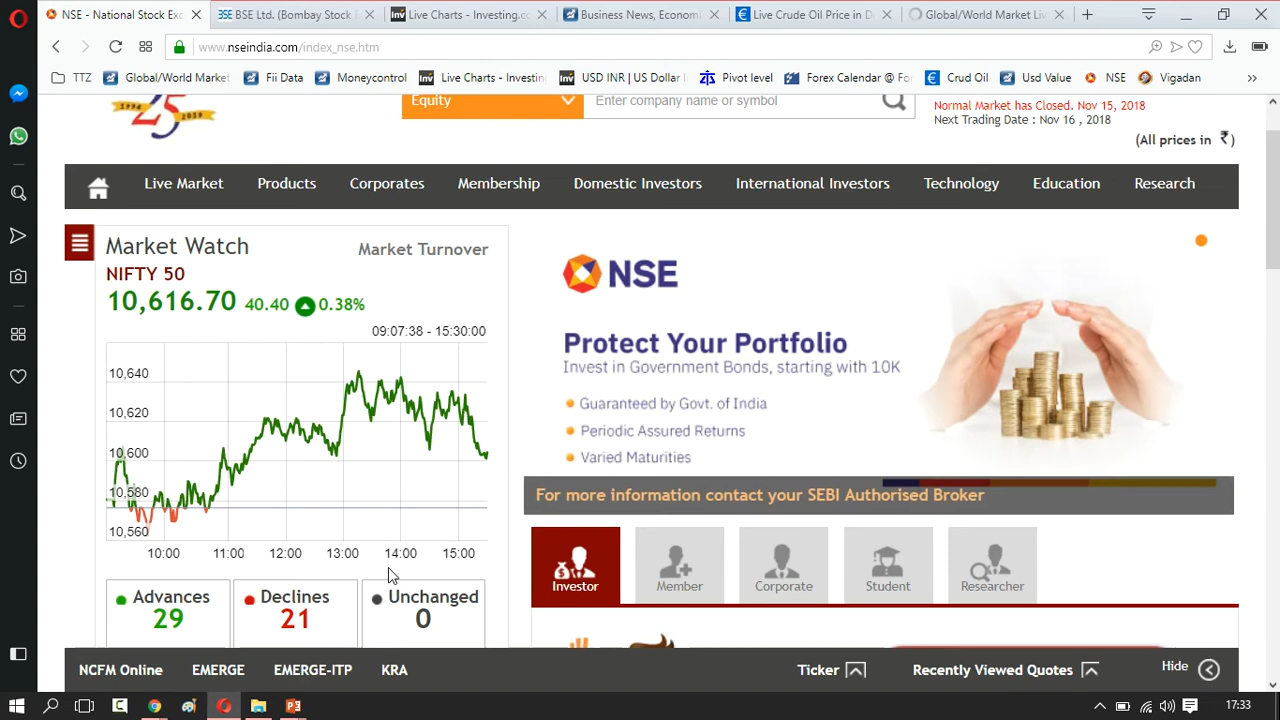 NSE - National Stock Exc
BSE Ltd. (Bombay Stock E
Live Charts - Investing.co
Business News, Economi
Live Crude Oil Price in D
Global/World Market Liv
www.nseindia.com/index_nse.htm
TTZ
Global/World Market
Fii Data
Moneycontrol
Live Charts - Investin
USD INR | US Dollar I
Pivot level
Forex Calendar @ Fo
Crud Oil
Usd Value
NSE
Vigadan
1994 25 2019
Equity
Enter company name or symbol
Normal Market has Closed. Nov 15, 2018
Next Trading Date : Nov 16 , 2018
(All prices in ₹)
Live Market
Products
Corporates
Membership
Domestic Investors
International Investors
Technology
Education
Research
Market Watch
Market Turnover
NIFTY 50
10,616.70 40.40 0.38%
09:07:38 - 15:30:00
10,640
10,620
10,600
10,580
10,560
10:00 11:00 12:00 13:00 14:00 15:00
Advances
29
Declines
21
Unchanged
0
NSE
Protect Your Portfolio
Invest in Government Bonds, starting with 10K
Guaranteed by Govt. of India
Periodic Assured Returns
Varied Maturities
For more information contact your SEBI Authorised Broker
Investor
Member
Corporate
Student
Researcher
NCFM Online
EMERGE
EMERGE-ITP
KRA
Ticker
Recently Viewed Quotes
Hide
17:33